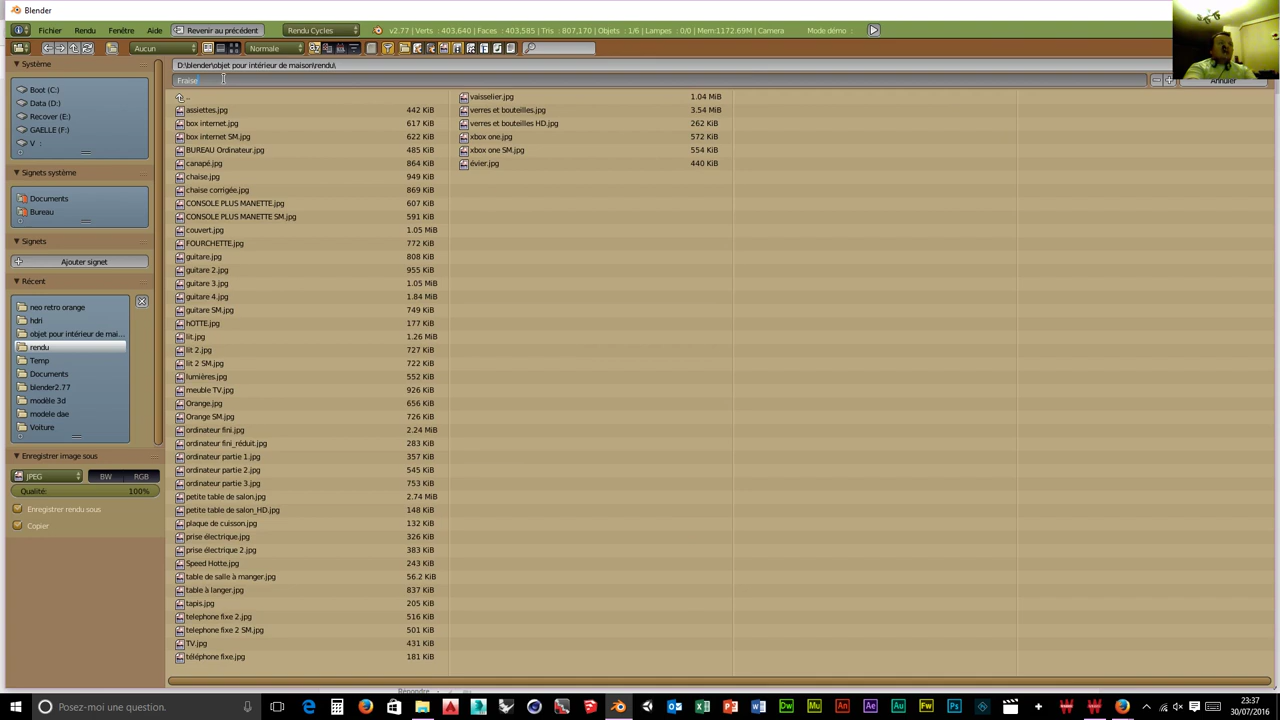 Blender
Fichier Rendu Fenêtre Aide Revenir au précédent Rendu Cycles v2.77 | Verts : 403,640 | Faces : 403,585 | Tris : 807,170 | Objets : 1/6 | Lampes : 0/0 | Mem:1172.69M | Camera Mode démo :
Aucun Normale
Système
Boot (C:)
Data (D:)
Recover (E:)
GAELLE (F:)
V :
Signets système
Documents
Bureau
Signets
Ajouter signet
Récent
neo retro orange
hdri
objet pour intérieur de mai...
rendu
Temp
Documents
blender2.77
modèle 3d
modele dae
Voiture
Enregistrer image sous
JPEG BW RGB
Qualité: 100%
Enregistrer rendu sous
Copier
D:\blender\objet pour intérieur de maison\rendu\
Fraise Annuler
..
assiettes.jpg 442 KiB
box internet.jpg 617 KiB
box internet SM.jpg 622 KiB
BUREAU Ordinateur.jpg 485 KiB
canapé.jpg 864 KiB
chaise.jpg 949 KiB
chaise corrigée.jpg 869 KiB
CONSOLE PLUS MANETTE.jpg 607 KiB
CONSOLE PLUS MANETTE SM.jpg 591 KiB
couvert.jpg 1.05 MiB
FOURCHETTE.jpg 772 KiB
guitare.jpg 808 KiB
guitare 2.jpg 955 KiB
guitare 3.jpg 1.05 MiB
guitare 4.jpg 1.84 MiB
guitare SM.jpg 749 KiB
hOTTE.jpg 177 KiB
lit.jpg 1.26 MiB
lit 2.jpg 727 KiB
lit 2 SM.jpg 722 KiB
lumières.jpg 552 KiB
meuble TV.jpg 926 KiB
Orange.jpg 656 KiB
Orange SM.jpg 726 KiB
ordinateur fini.jpg 2.24 MiB
ordinateur fini_réduit.jpg 283 KiB
ordinateur partie 1.jpg 357 KiB
ordinateur partie 2.jpg 545 KiB
ordinateur partie 3.jpg 753 KiB
petite table de salon.jpg 2.74 MiB
petite table de salon_HD.jpg 148 KiB
plaque de cuisson.jpg 132 KiB
prise électrique.jpg 326 KiB
prise électrique 2.jpg 383 KiB
Speed Hotte.jpg 243 KiB
table de salle à manger.jpg 56.2 KiB
table à langer.jpg 837 KiB
tapis.jpg 205 KiB
telephone fixe 2.jpg 516 KiB
telephone fixe 2 SM.jpg 501 KiB
TV.jpg 431 KiB
téléphone fixe.jpg 181 KiB
vaisselier.jpg 1.04 MiB
verres et bouteilles.jpg 3.54 MiB
verres et bouteilles HD.jpg 262 KiB
xbox one.jpg 572 KiB
xbox one SM.jpg 554 KiB
évier.jpg 440 KiB
Repondre
Posez-moi une question.
Dw Mu An Ae Au Fw Ps
23:37
30/07/2016